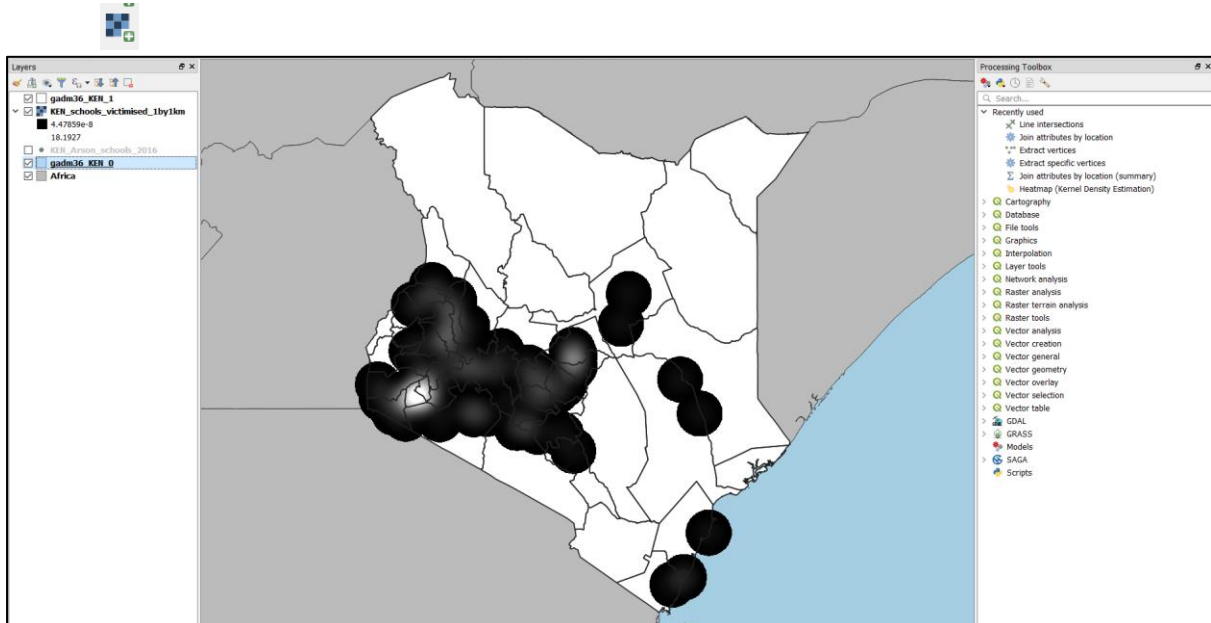 Layers
gadm36_KEN_1
KEN_schools_victimised_1by1km
4.47859e-8
18.1927
KEN_Arson_schools_2016
gadm36_KEN_0
Africa
Processing Toolbox
Search...
Recently used
Line intersections
Join attributes by location
Extract vertices
Extract specific vertices
Join attributes by location (summary)
Heatmap (Kernel Density Estimation)
Cartography
Database
File tools
Graphics
Interpolation
Layer tools
Network analysis
Raster analysis
Raster terrain analysis
Raster tools
Vector analysis
Vector creation
Vector general
Vector geometry
Vector overlay
Vector selection
Vector table
GDAL
GRASS
Models
SAGA
Scripts